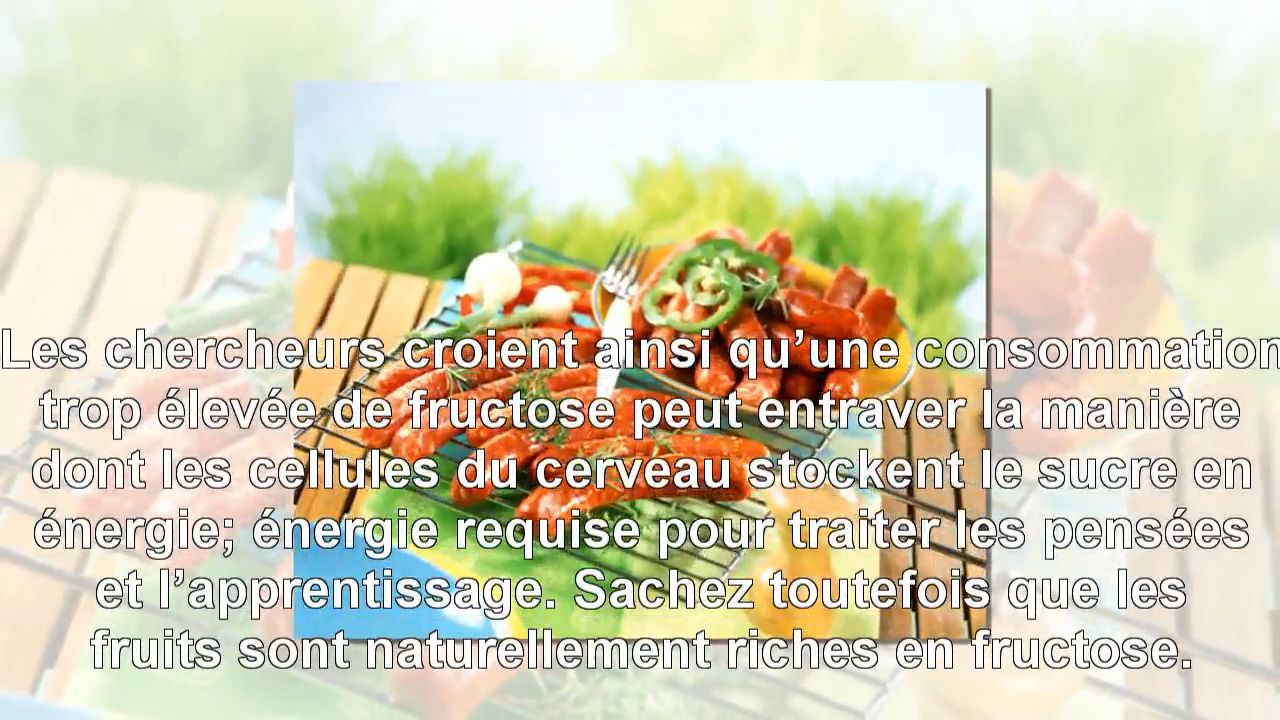 Les chercheurs croient ainsi qu’une consommation
trop élevée de fructose peut entraver la manière
dont les cellules du cerveau stockent le sucre en
énergie; énergie requise pour traiter les pensées
et l’apprentissage. Sachez toutefois que les
fruits sont naturellement riches en fructose.